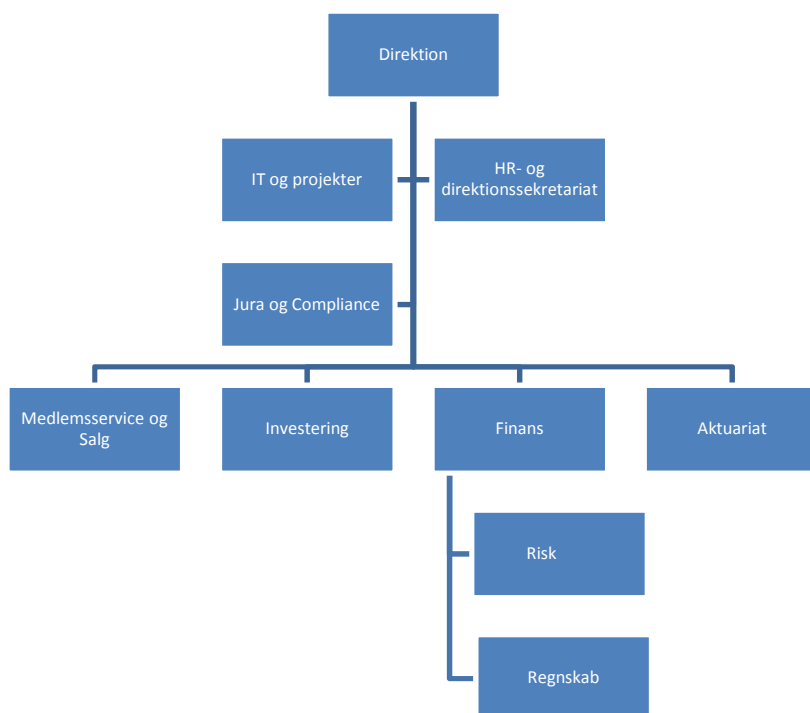 Direktion
IT og projekter
HR- og
direktionssekretariat
Jura og Compliance
Medlemsservice og
Salg
Investering
Finans
Aktuariat
Risk
Regnskab